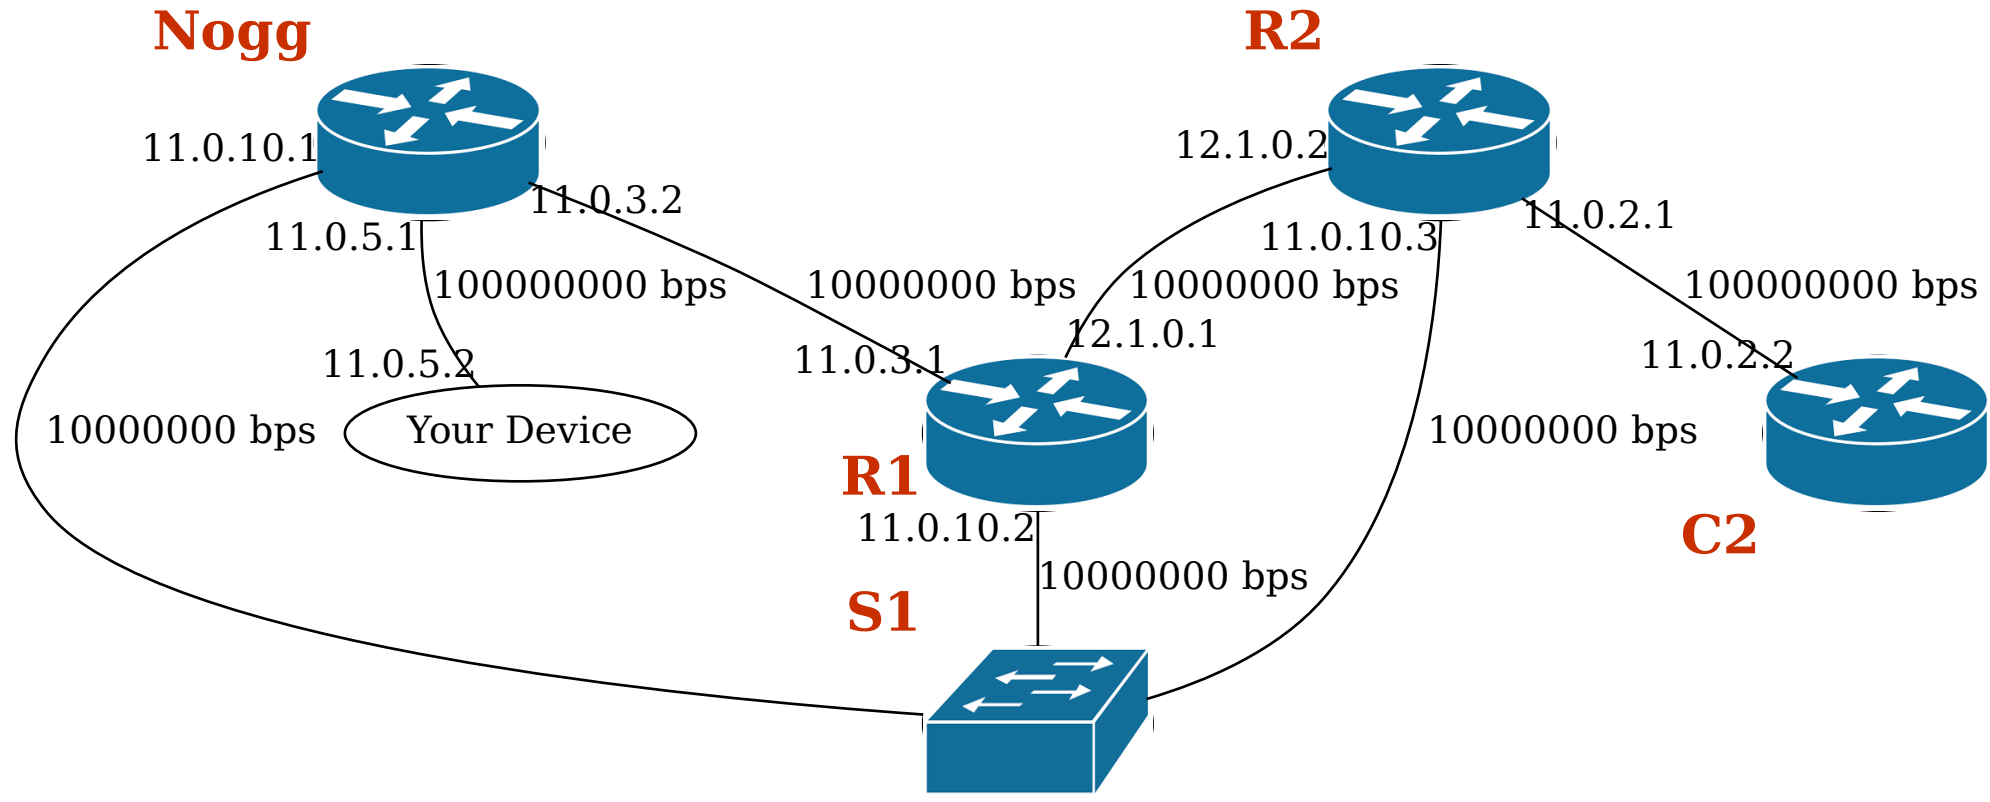 Nogg
R2
11.0.10.1
12.1.0.2
11.0.3.2
11.0.2.1
11.0.5.1
11.0.10.3
100000000 bps
10000000 bps
10000000 bps
100000000 bps
12.1.0.1
11.0.5.2
11.0.3.1
11.0.2.2
10000000 bps
Your Device
10000000 bps
R1
11.0.10.2
C2
10000000 bps
S1